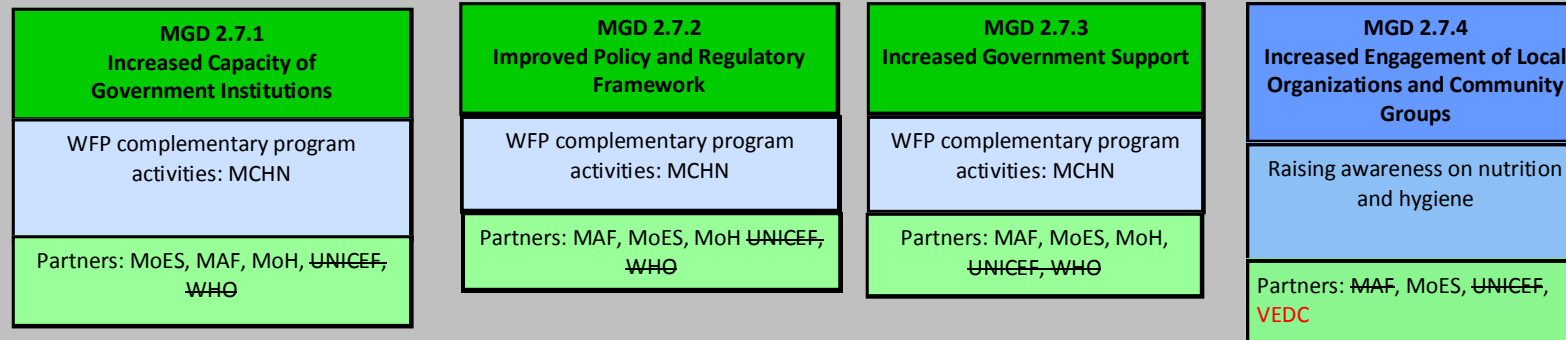 MGD 2.7.1
Increased Capacity of
Government Institutions
WFP complementary program
activities: MCHN
Partners: MoES, MAF, MoH, UNICEF,
WHO
MGD 2.7.2
Improved Policy and Regulatory
Framework
WFP complementary program
activities: MCHN
Partners: MAF, MoES, MoH UNICEF,
WHO
MGD 2.7.3
Increased Government Support
WFP complementary program
activities: MCHN
Partners: MAF, MoES, MoH,
UNICEF, WHO
MGD 2.7.4
Increased Engagement of Local
Organizations and Community
Groups
Raising awareness on nutrition
and hygiene
Partners: MAF, MoES, UNICEF,
VEDC